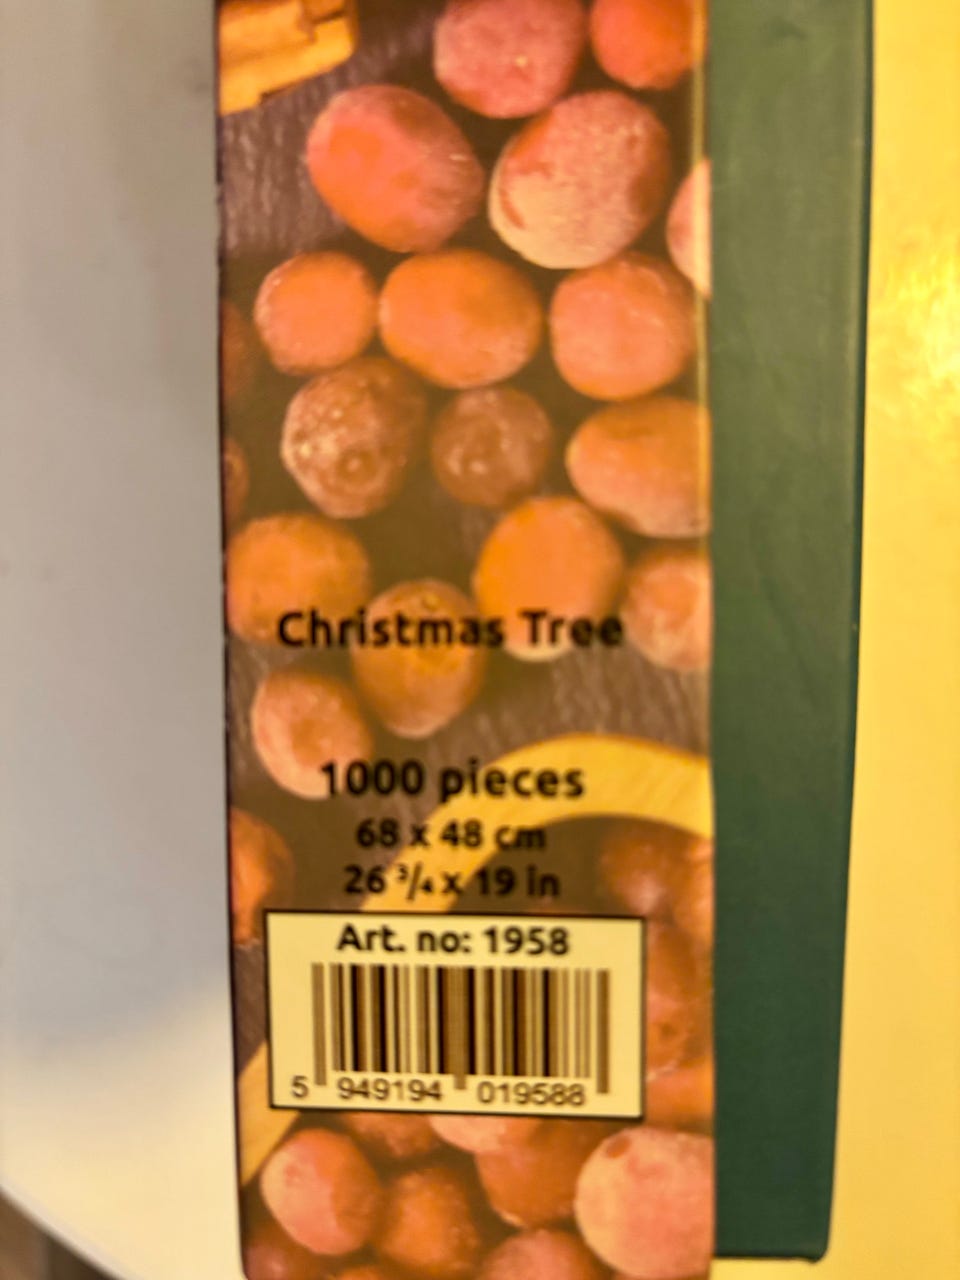 Christmas Tree
1000 pieces
68 x 48 cm
26 3/4 x 19 in
Art. no: 1958
5 949194 019588